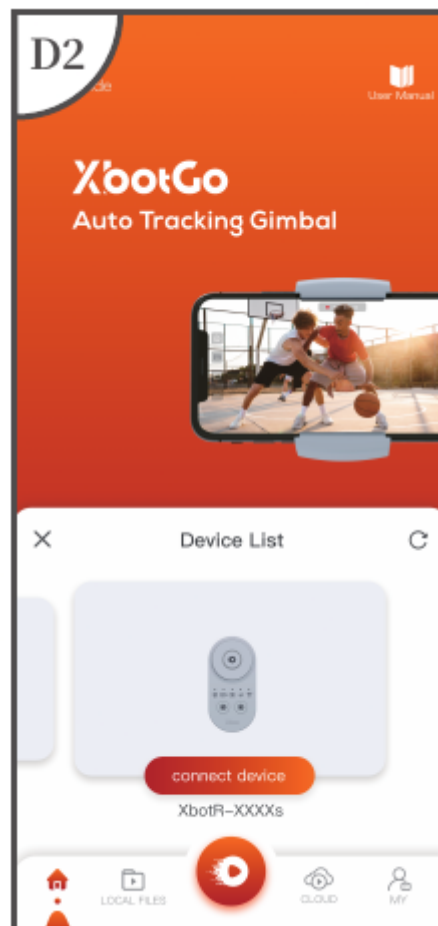 D2
User Manual
XbotGo
Auto Tracking Gimbal
Device List
connect device
XbotR-XXXXs
LOCAL FILES
CLOUD
MY